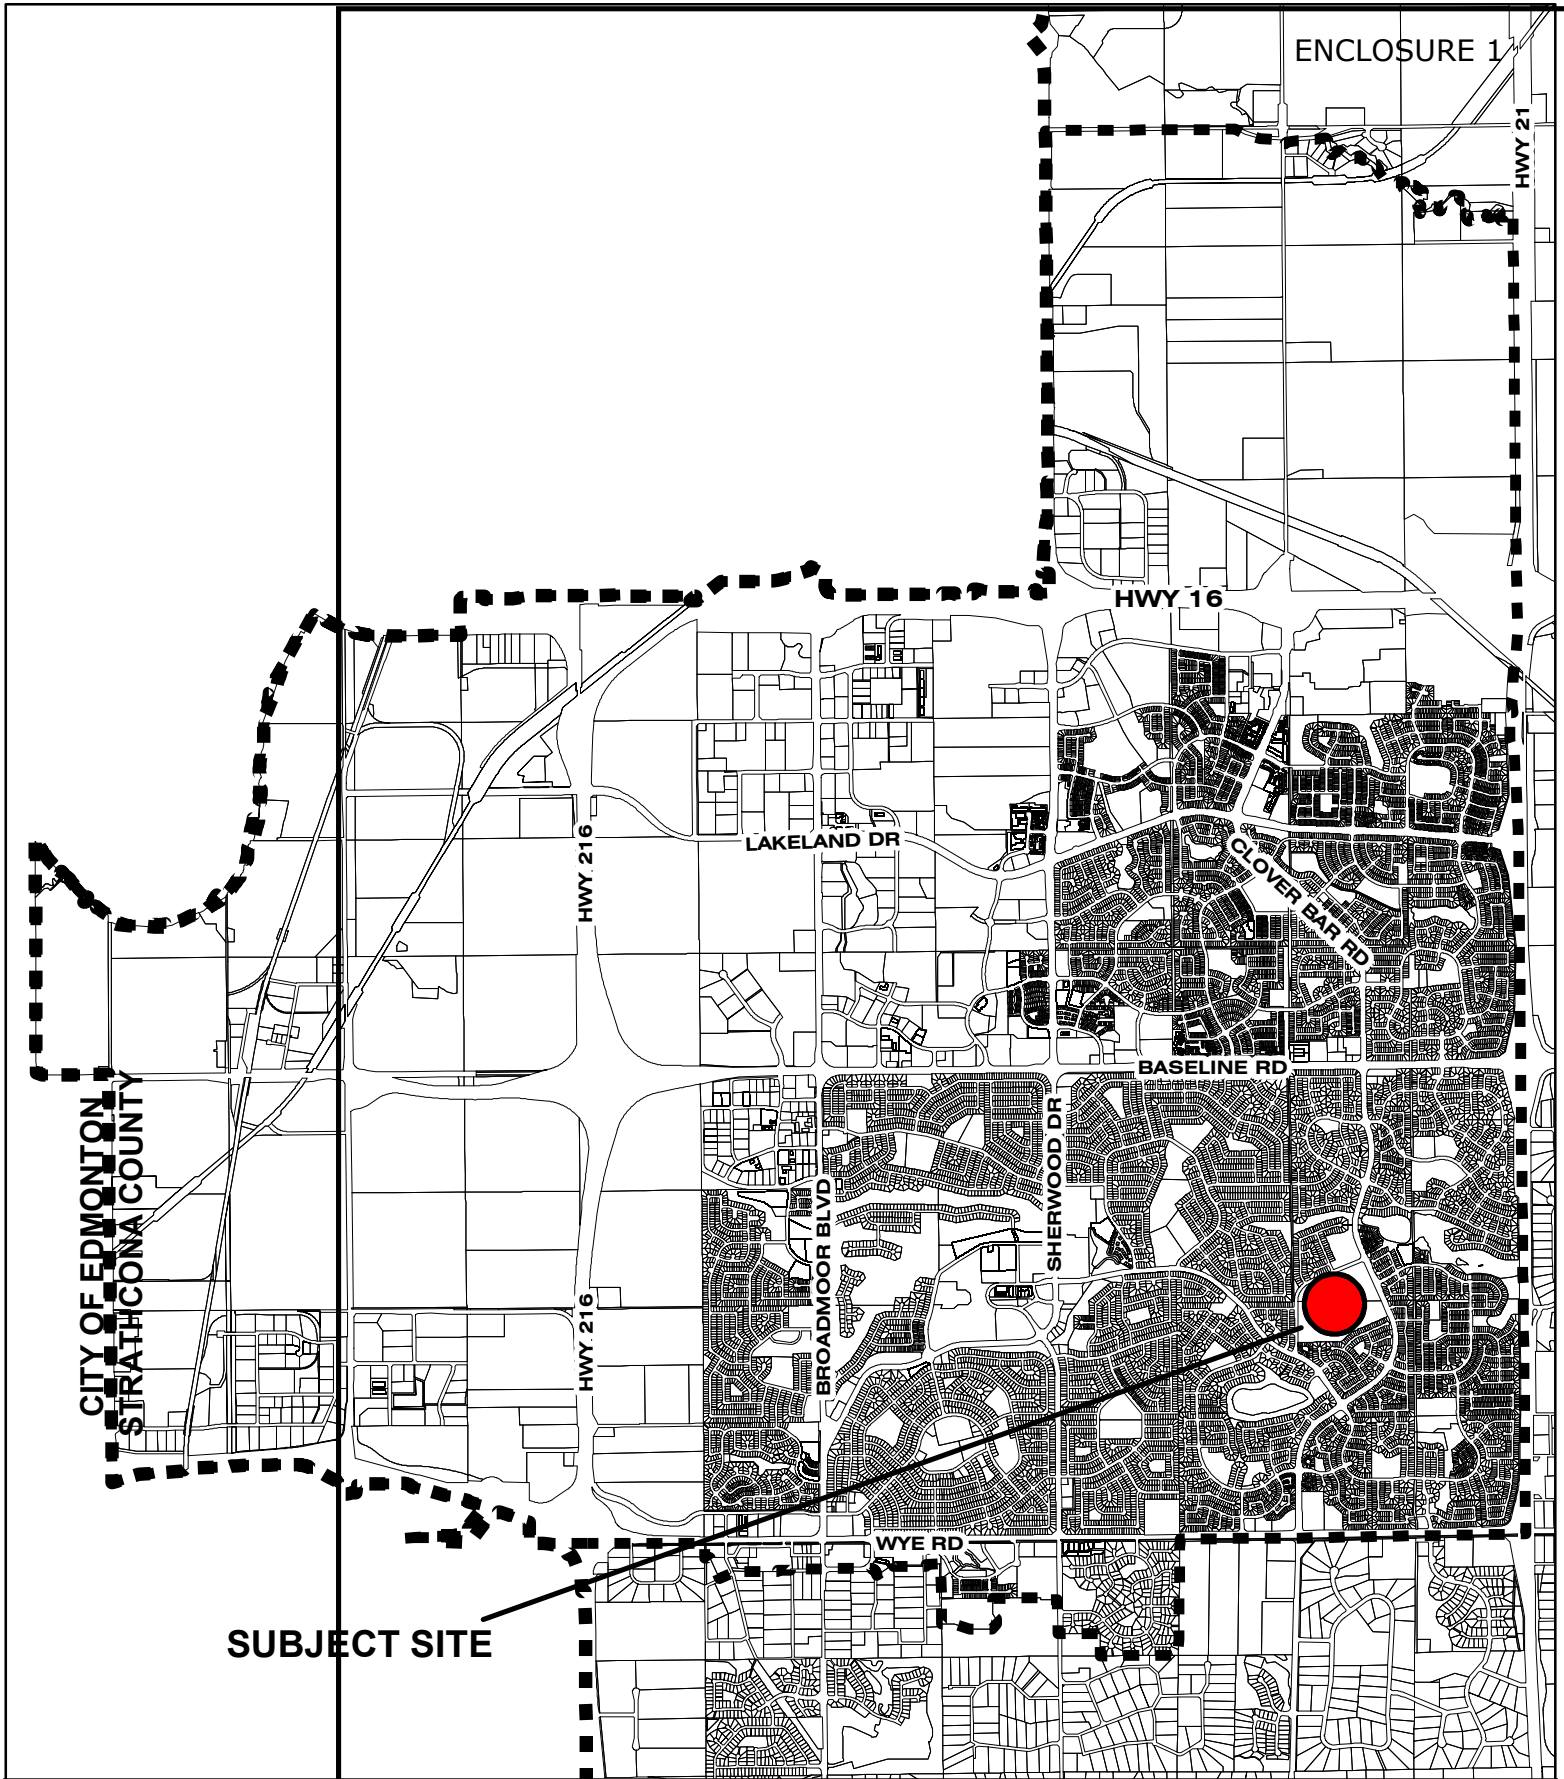 ENCLOSURE 1
HWY 21
HWY 16
LAKELAND DR
HWY 216
CLOVER BAR RD
BASELINE RD
CITY OF EDMONTON
STRATHCONA COUNTY
SHERWOOD DR
BROADMOOR BLVD
HWY 216
WYE RD
SUBJECT SITE